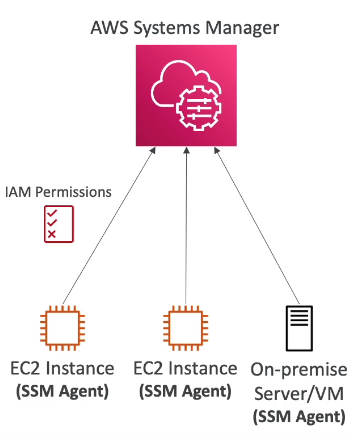 AWS Systems Manager
IAM Permissions
EC2 Instance
(SSM Agent)
EC2 Instance
(SSM Agent)
On-premise
Server/VM
(SSM Agent)